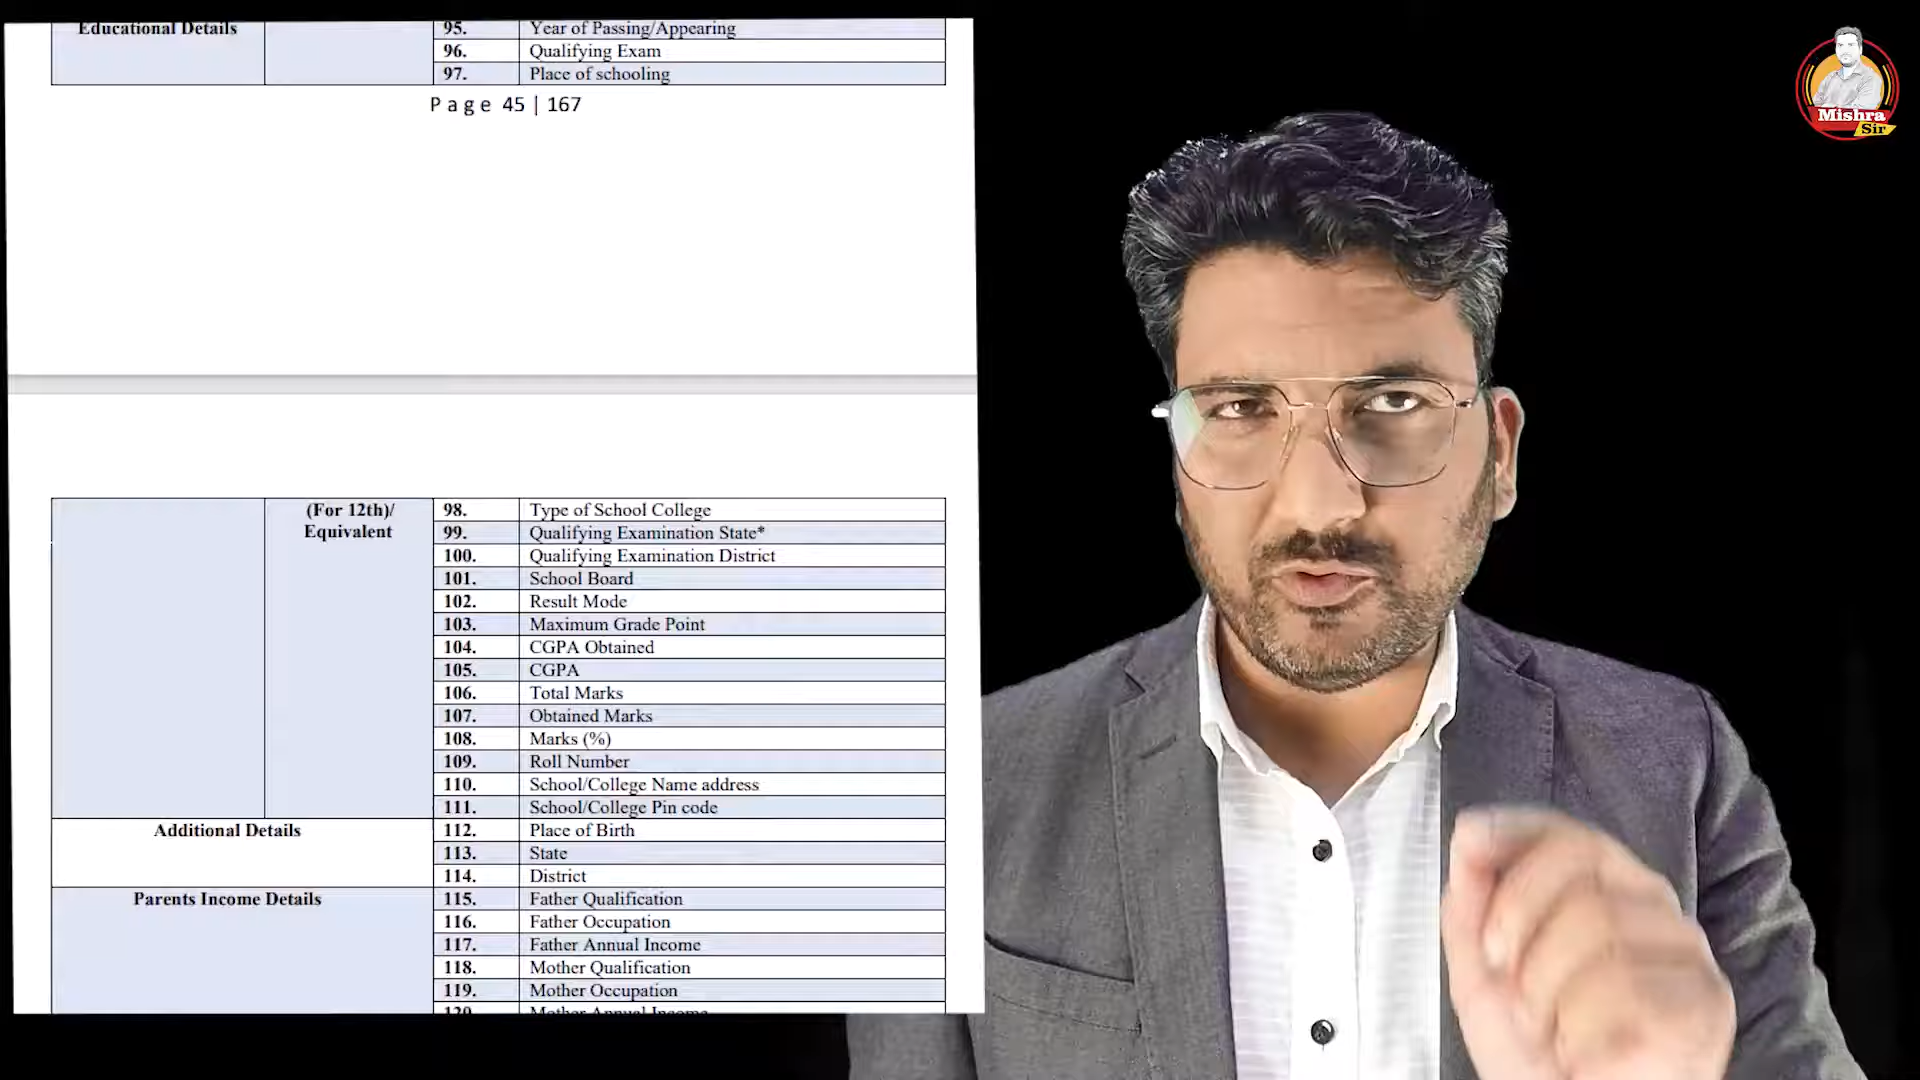 Educational Details
95. Year of Passing/Appearing
96. Qualifying Exam
97. Place of schooling
Page 45 | 167
(For 12th)/
Equivalent
98. Type of School College
99. Qualifying Examination State*
100. Qualifying Examination District
101. School Board
102. Result Mode
103. Maximum Grade Point
104. CGPA Obtained
105. CGPA
106. Total Marks
107. Obtained Marks
108. Marks (%)
109. Roll Number
110. School/College Name address
111. School/College Pin code
Additional Details
112. Place of Birth
113. State
114. District
Parents Income Details
115. Father Qualification
116. Father Occupation
117. Father Annual Income
118. Mother Qualification
119. Mother Occupation
120. Mother Annual Income
Mishra
Sir